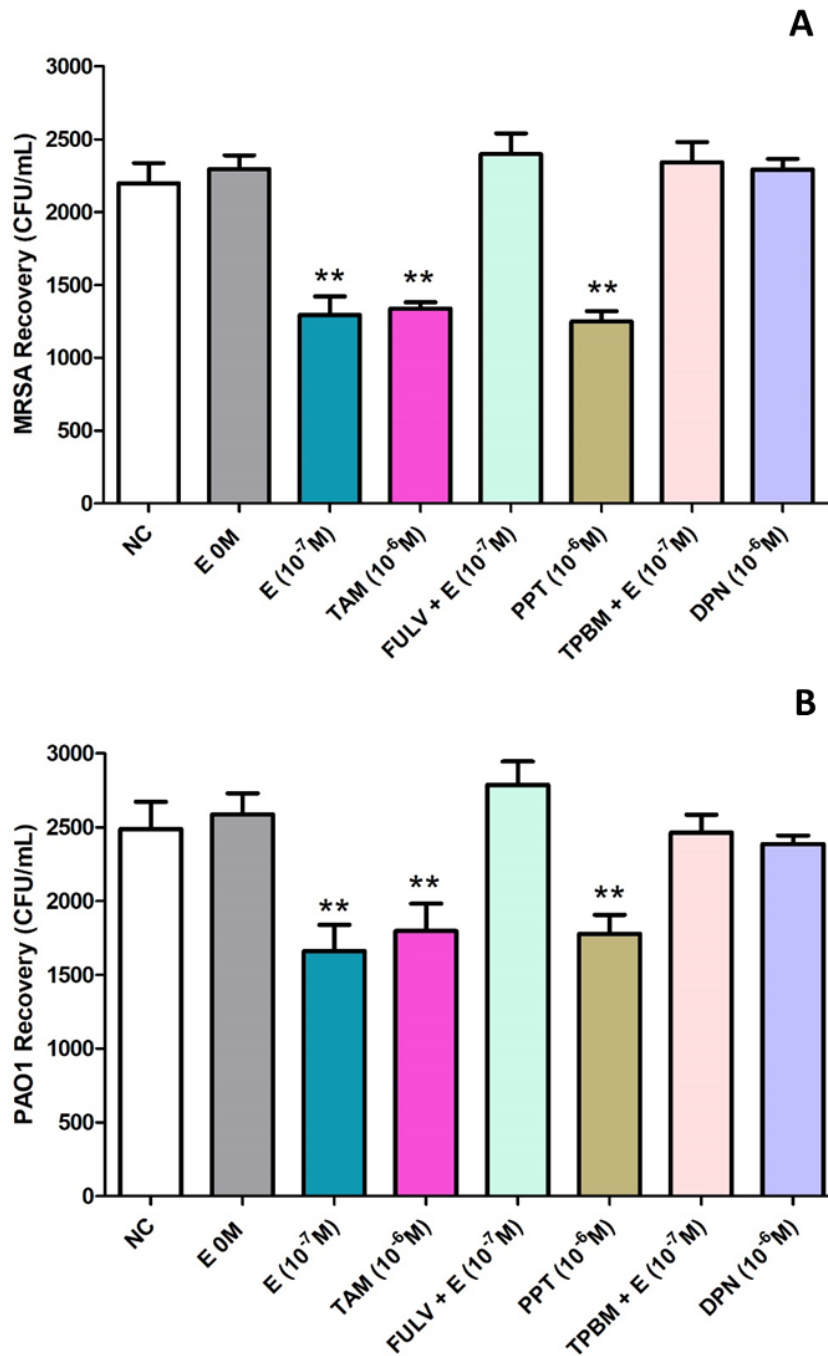 A
3000
2500
2000
1500
1000
500
0
MRSA Recovery (CFU/mL)
**
**
**
NC
E 0M
E (10⁻⁷M)
TAM (10⁻⁶M)
FULV + E (10⁻⁷M)
PPT (10⁻⁶M)
TPBM + E (10⁻⁷M)
DPN (10⁻⁶M)
B
3000
2500
2000
1500
1000
500
0
PAO1 Recovery (CFU/mL)
**
**
**
NC
E 0M
E (10⁻⁷M)
TAM (10⁻⁶M)
FULV + E (10⁻⁷M)
PPT (10⁻⁶M)
TPBM + E (10⁻⁷M)
DPN (10⁻⁶M)